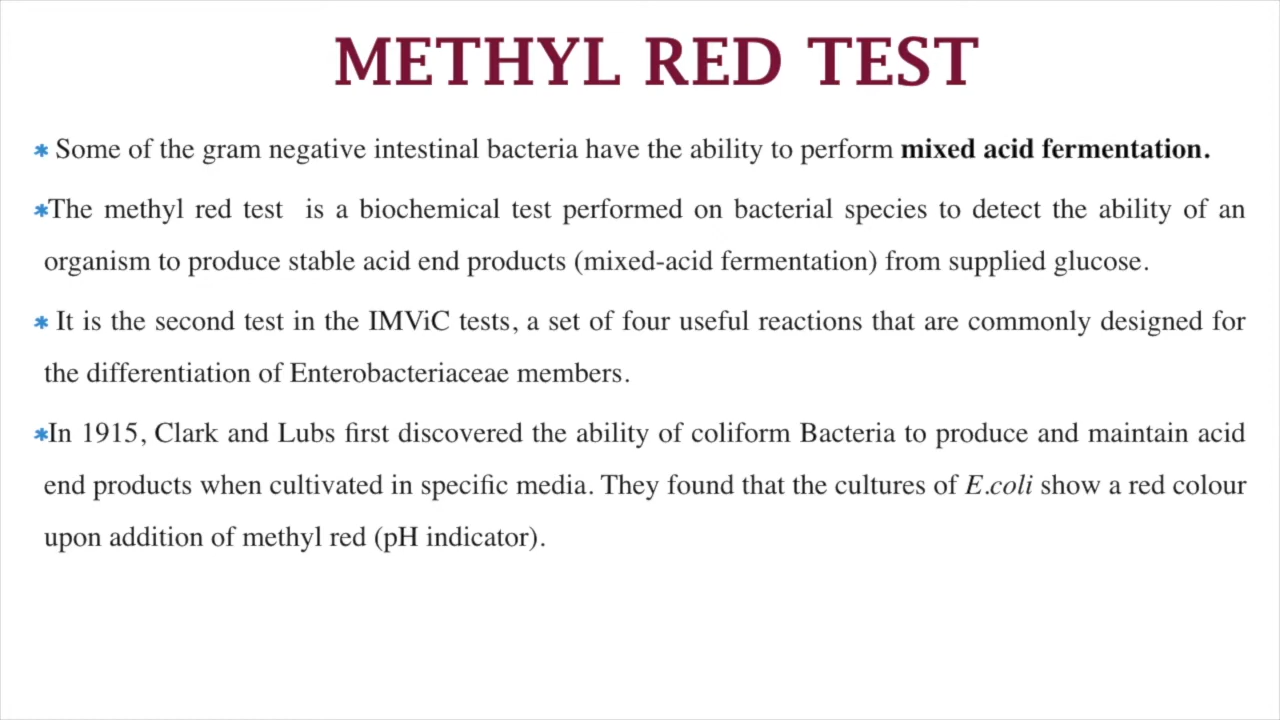 METHYL RED TEST
* Some of the gram negative intestinal bacteria have the ability to perform mixed acid fermentation.
*The methyl red test is a biochemical test performed on bacterial species to detect the ability of an
organism to produce stable acid end products (mixed-acid fermentation) from supplied glucose.
* It is the second test in the IMViC tests, a set of four useful reactions that are commonly designed for
the differentiation of Enterobacteriaceae members.
*In 1915, Clark and Lubs first discovered the ability of coliform Bacteria to produce and maintain acid
end products when cultivated in specific media. They found that the cultures of E.coli show a red colour
upon addition of methyl red (pH indicator).